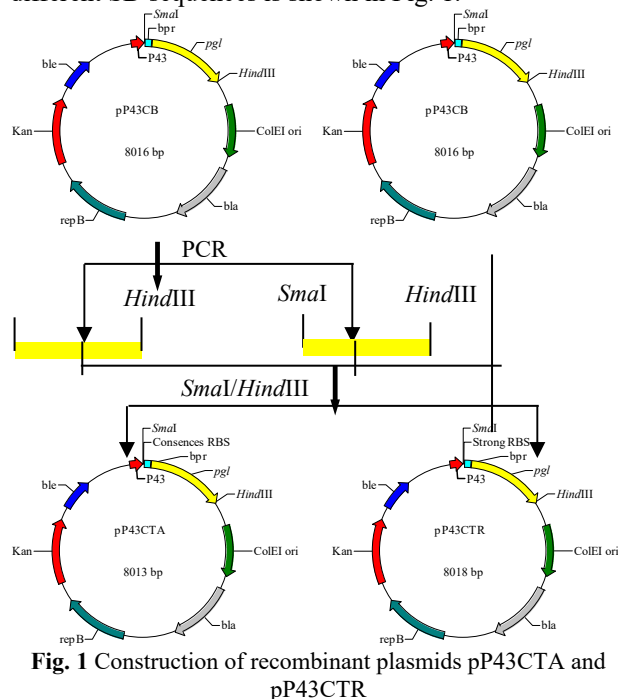 different SD sequences is shown in Fig. 1.
SmaI
bpr
pgl
P43
HindIII
ble
pP43CB
Kan
ColEI ori
8016 bp
bla
repB
SmaI
bpr
pgl
P43
HindIII
ble
pP43CB
Kan
ColEI ori
8016 bp
bla
repB
PCR
HindIII
SmaI
HindIII
SmaI/HindIII
SmaI
Consences RBS
bpr
pgl
P43
HindIII
ble
pP43CTA
Kan
ColEI ori
8013 bp
bla
repB
SmaI
Strong RBS
bpr
pgl
P43
HindIII
ble
pP43CTR
Kan
ColEI ori
8018 bp
bla
repB
Fig. 1 Construction of recombinant plasmids pP43CTA and
pP43CTR